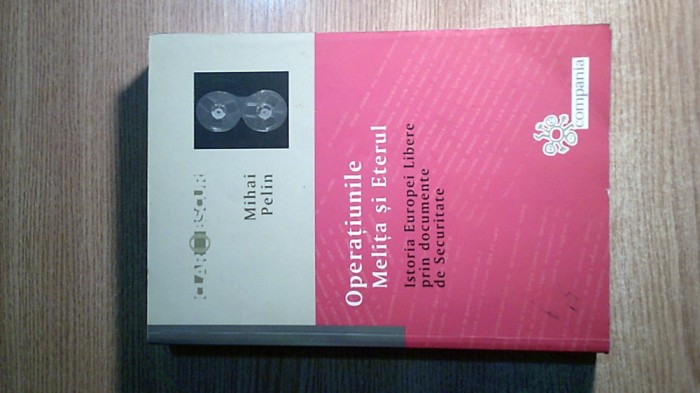 Mihai
Pelin
Operațiunile
Melița și Eterul
Istoria Europei Libere
prin documente
de Securitate
compania